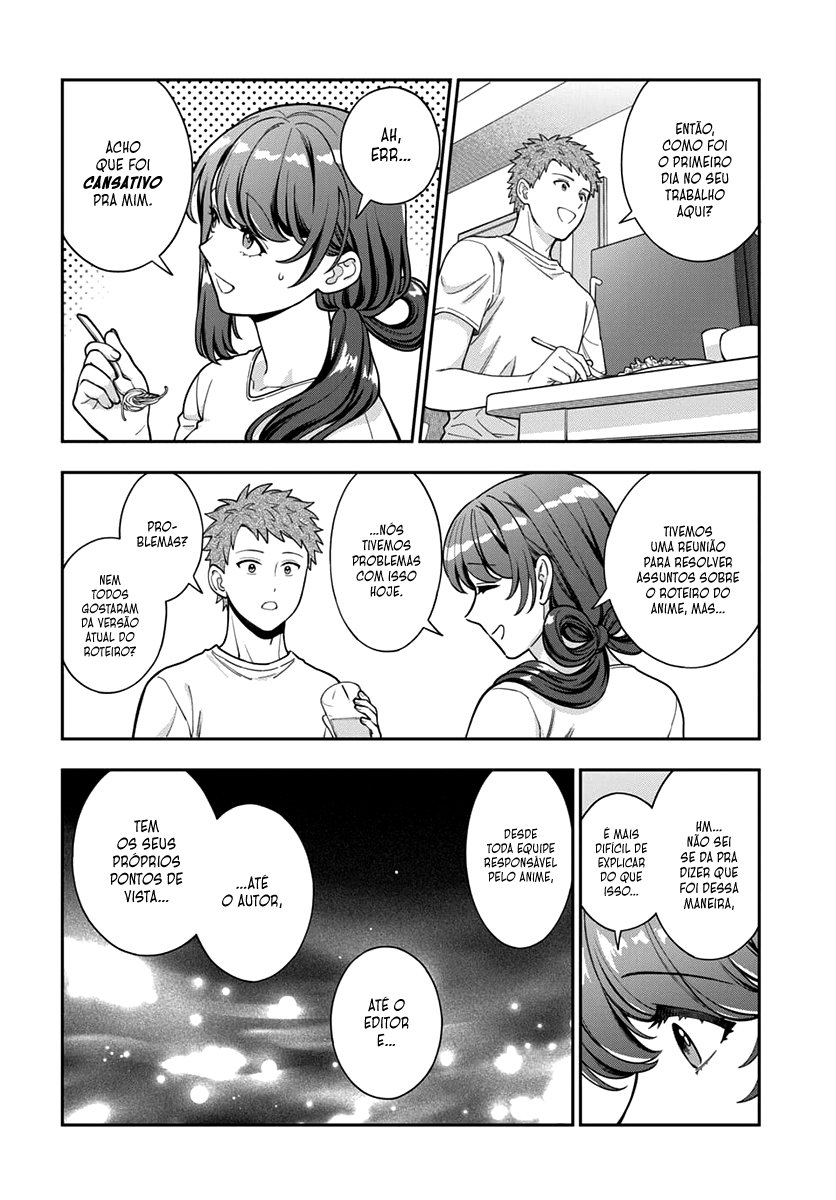 ENTÃO,
COMO FOI
O PRIMEIRO
DIA NO SEU
TRABALHO
AQUI?
AH,
ERR...
ACHO
QUE FOI
CANSATIVO
PRA MIM.
TIVEMOS
UMA REUNIÃO
PARA RESOLVER
ASSUNTOS SOBRE
O ROTEIRO DO
ANIME, MAS...
...NÓS
TIVEMOS
PROBLEMAS
COM ISSO
HOJE.
PRO-
BLEMAS?
NEM
TODOS
GOSTARAM
DA VERSÃO
ATUAL DO
ROTEIRO?
HM...
NÃO SEI
SE DA PRA
DIZER QUE
FOI DESSA
MANEIRA,
É MAIS
DIFÍCIL DE
EXPLICAR
DO QUE
ISSO...
DESDE
TODA EQUIPE
RESPONSÁVEL
PELO ANIME,
ATÉ O
EDITOR
E...
...ATÉ
O AUTOR,
TEM
OS SEUS
PRÓPRIOS
PONTOS DE
VISTA...